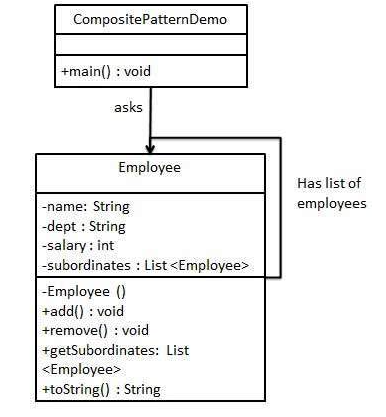 CompositePatternDemo
+main() : void
asks
Employee
-name: String
-dept : String
-salary : int
-subordinates : List <Employee>
Has list of
employees
-Employee ()
+add() : void
+remove() : void
+getSubordinates: List
<Employee>
+toString() : String